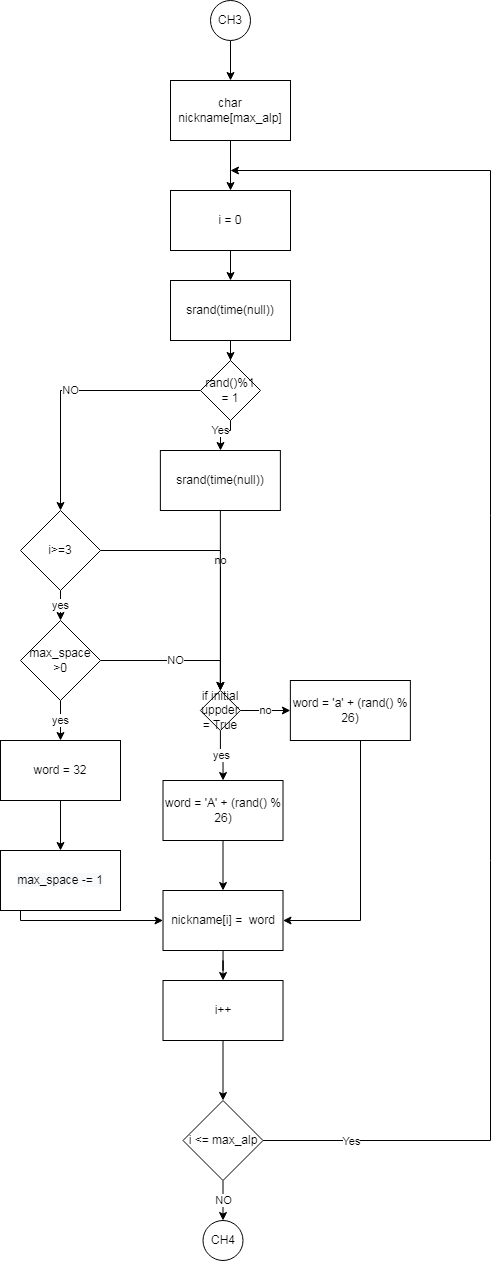 CH3
char
nickname[max_alp]
i = 0
srand(time(null))
rand()%1
= 1
NO
Yes
srand(time(null))
i>=3
no
yes
max_space
>0
NO
if initial
uppder
= True
no
word = 'a' + (rand() %
26)
yes
yes
word = 32
word = 'A' + (rand() %
26)
max_space -= 1
nickname[i] = word
i++
i <= max_alp
Yes
NO
CH4